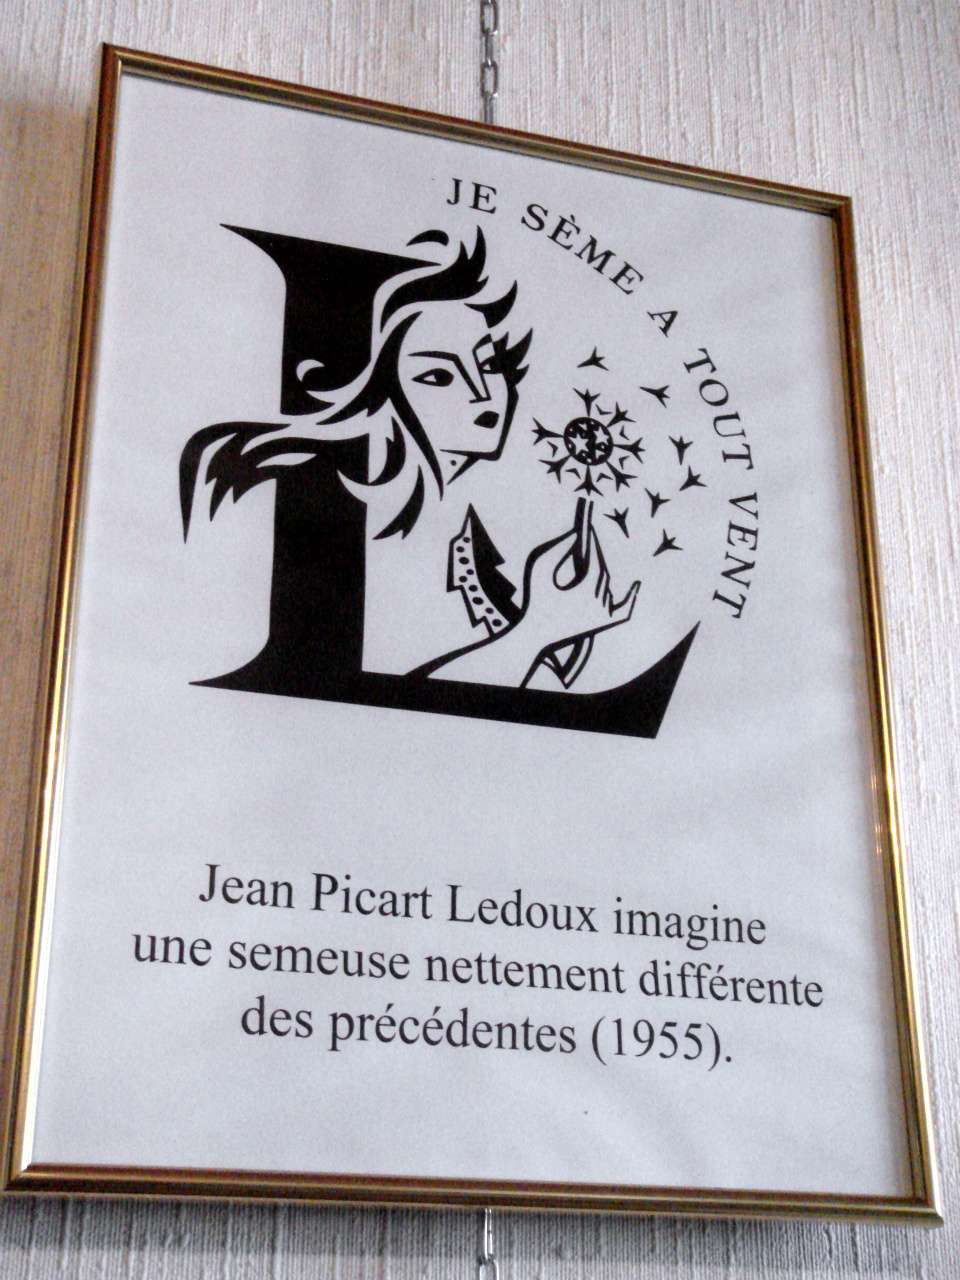 JE SÈME A TOUT VENT
L
Jean Picart Ledoux imagine
une semeuse nettement différente
des précédentes (1955).